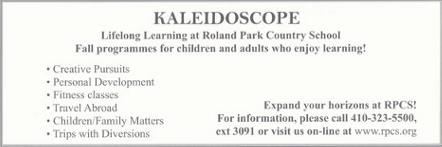 KALEIDOSCOPE
Lifelong Learning at Roland Park Country School
Fall programmes for children and adults who enjoy learning!
• Creative Pursuits
• Personal Development
• Fitness classes
• Travel Abroad
• Children/Family Matters
• Trips with Diversions
Expand your horizons at RPCS!
For information, please call 410-323-5500,
ext 3091 or visit us on-line at www.rpcs.org